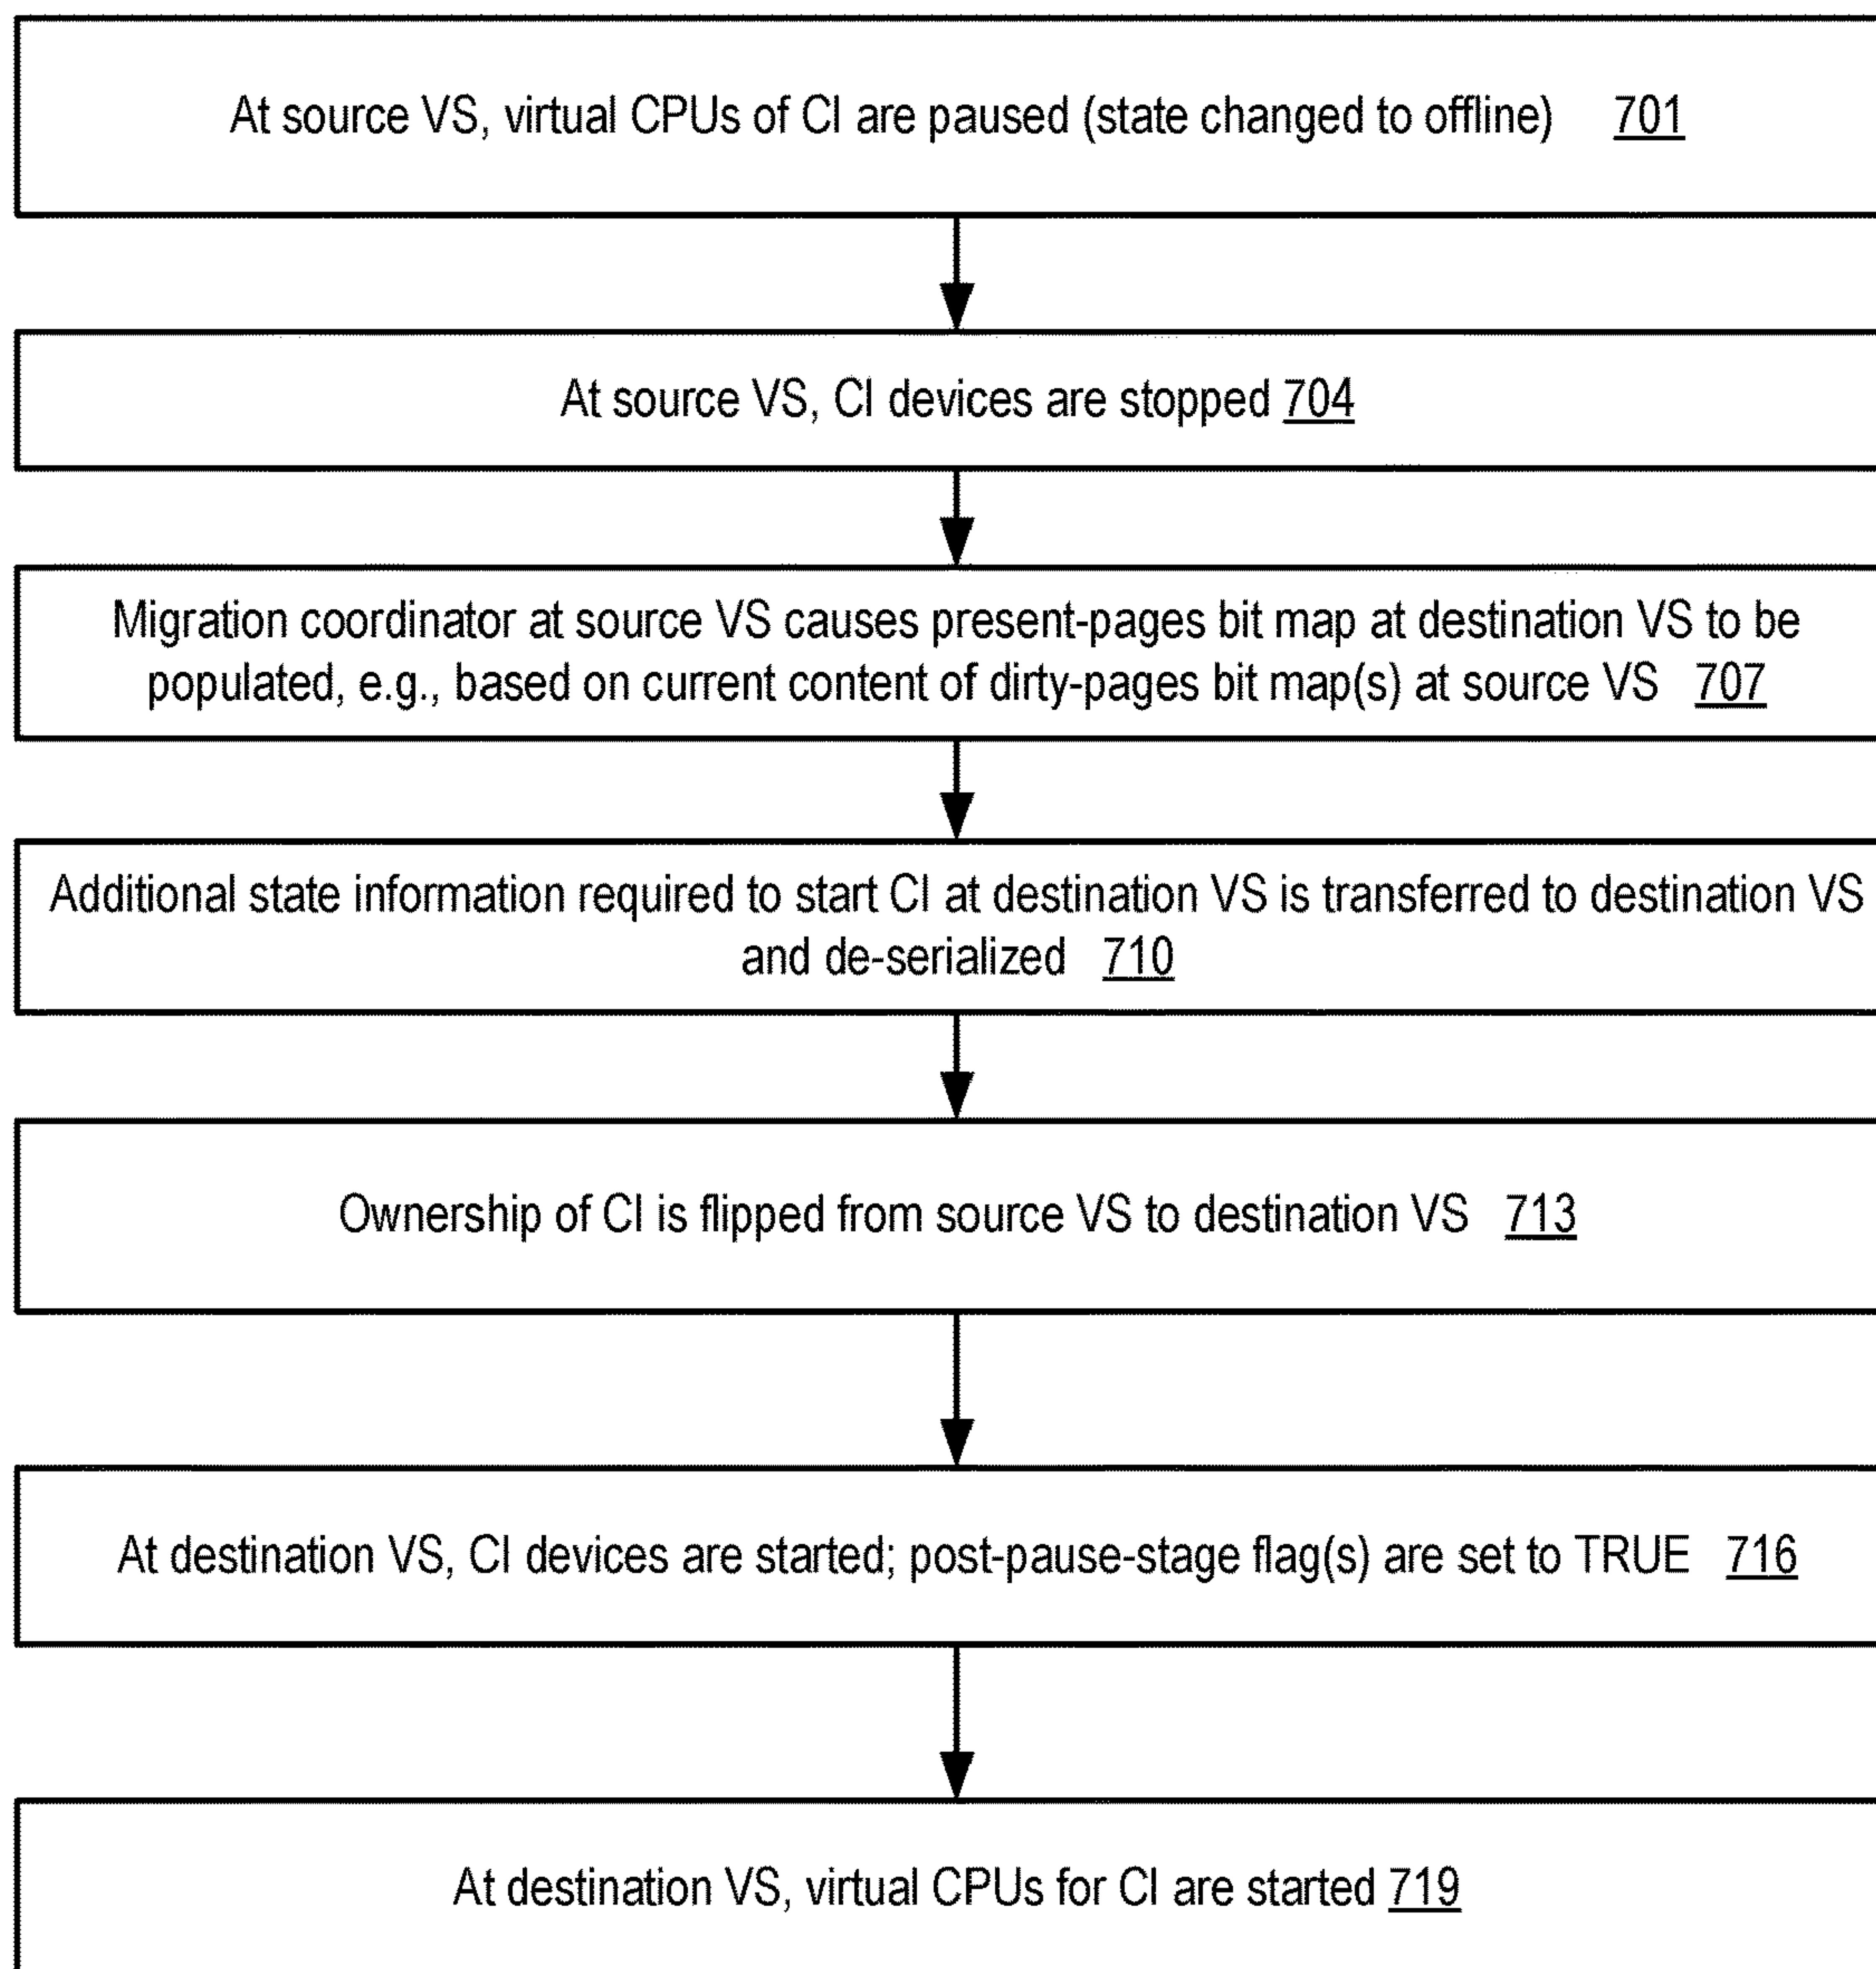 At source VS, virtual CPUs of CI are paused (state changed to offline) 701
At source VS, CI devices are stopped 704
Migration coordinator at source VS causes present-pages bit map at destination VS to be
populated, e.g., based on current content of dirty-pages bit map(s) at source VS 707
Additional state information required to start CI at destination VS is transferred to destination VS
and de-serialized 710
Ownership of CI is flipped from source VS to destination VS 713
At destination VS, CI devices are started; post-pause-stage flag(s) are set to TRUE 716
At destination VS, virtual CPUs for CI are started 719